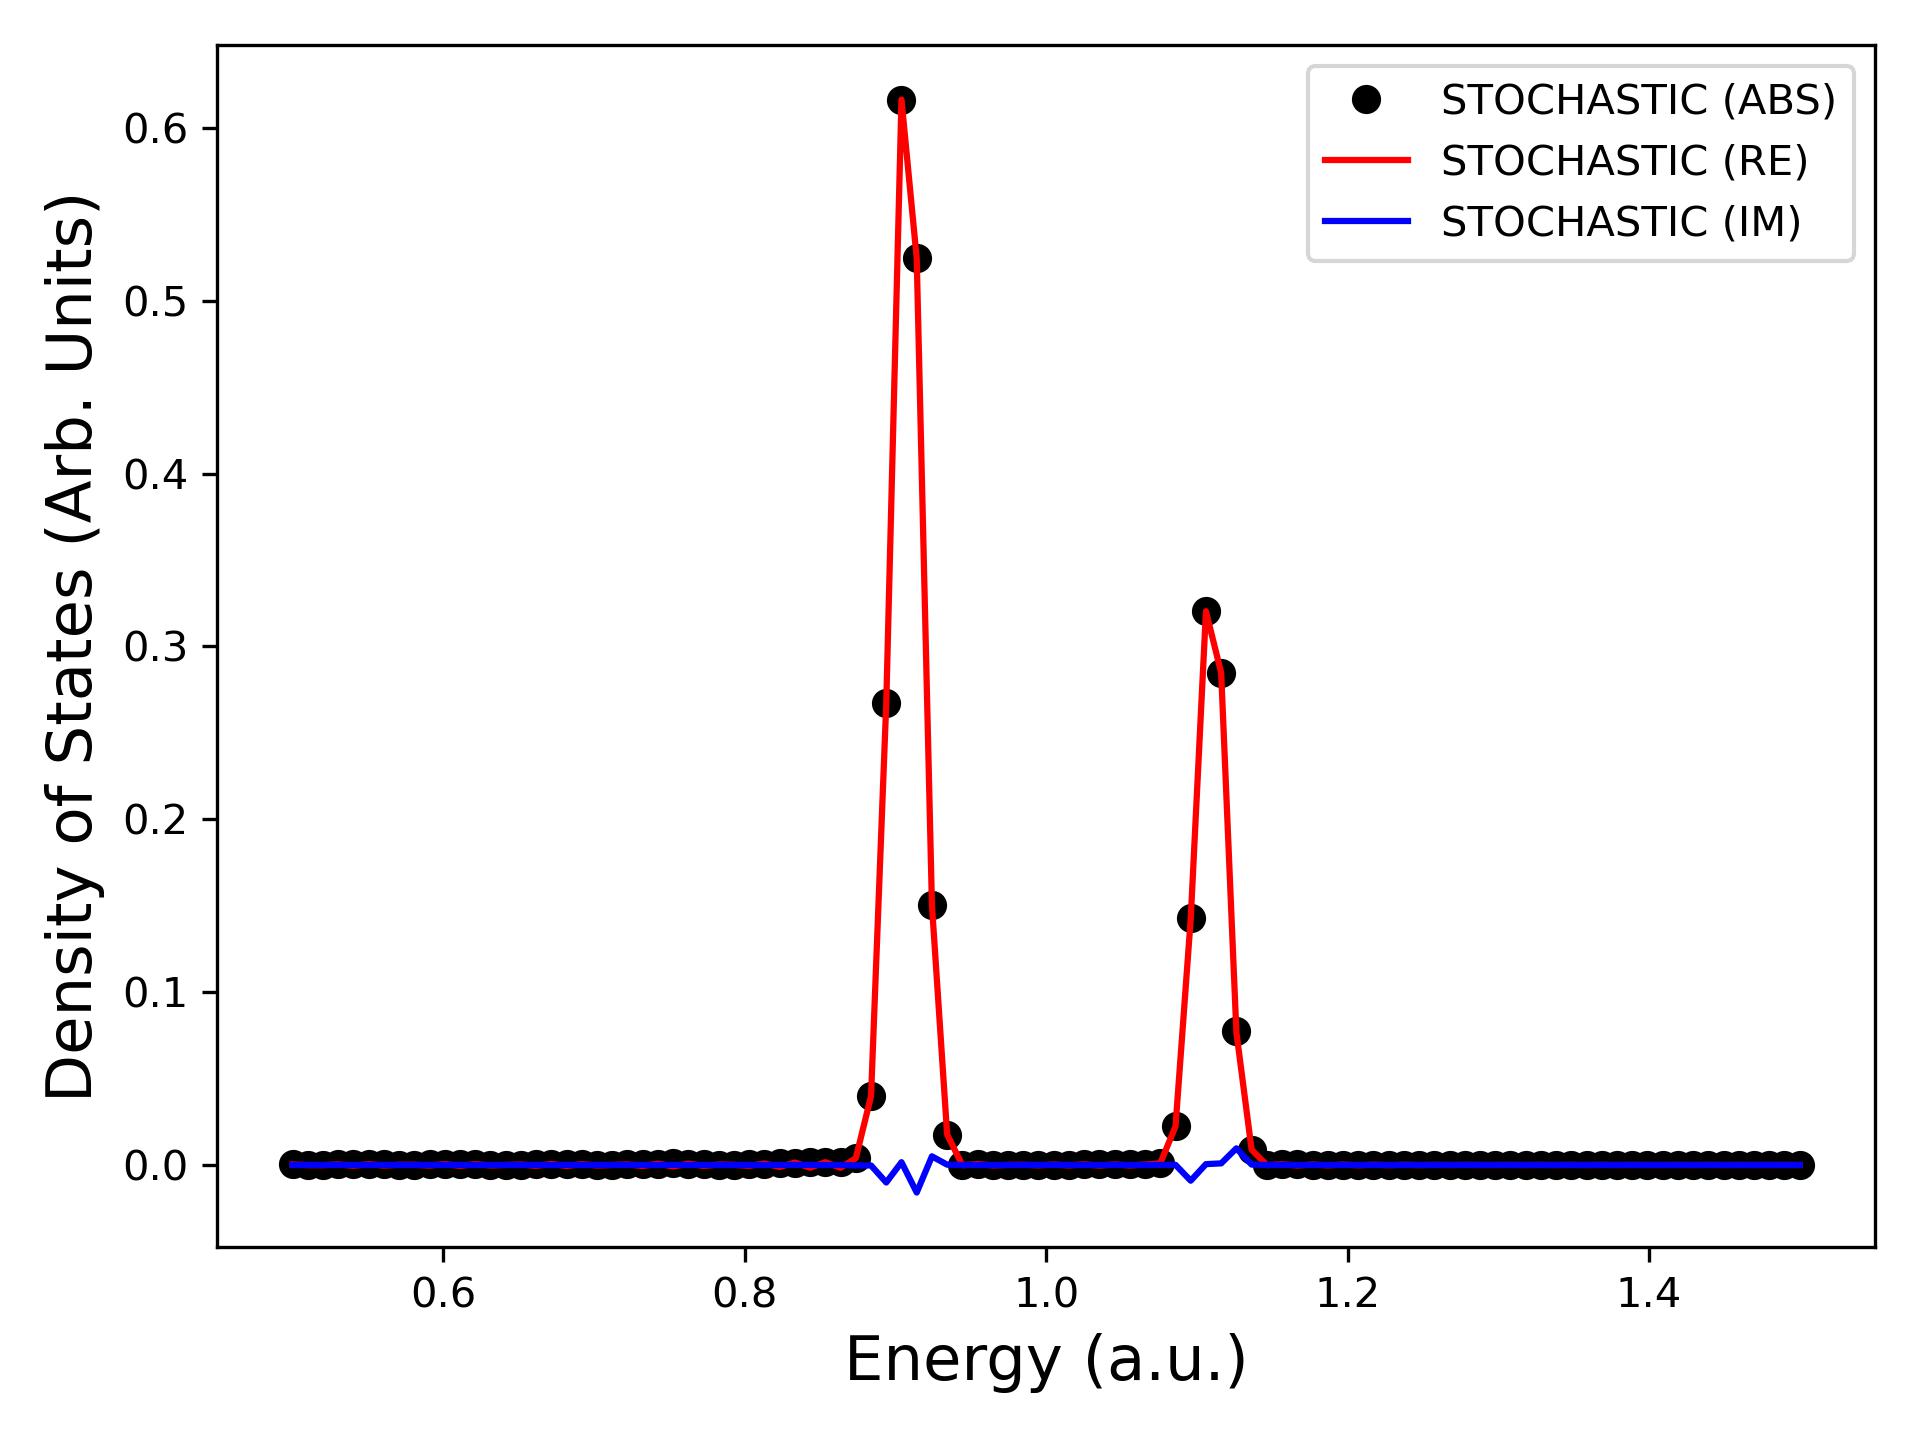 STOCHASTIC (ABS)
STOCHASTIC (RE)
STOCHASTIC (IM)
Density of States (Arb. Units)
0.6
0.5
0.4
0.3
0.2
0.1
0.0
0.6 0.8 1.0 1.2 1.4
Energy (a.u.)